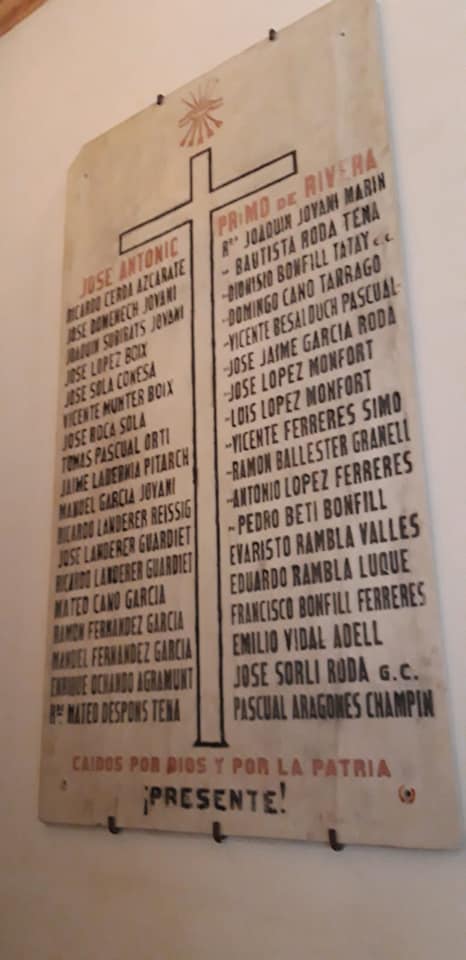 JOSE ANTONIO
RICARDO CERDA AZCARATE
JOSE DOMENECH JOVANI
JOAQUIN SUBIRATS JOVANI
JOSE LOPEZ BOIX
JOSE SOLA CONESA
VICENTE MUNTER BOIX
JOSE ROCA SOLA
TOMAS PASCUAL ORTI
JAIME LADERNIA PITARCH
MANUEL GARCIA JOVANI
RICARDO LANDERER REISSIG
JOSE LANDERER GUARDIET
RICARDO LANDERER GUARDIET
MATEO CANO GARCIA
RAMON FERNANDEZ GARCIA
MANUEL FERNANDEZ GARCIA
ENRIQUE OCHANDO AGRAMUNT
MATEO DESPONS TENA
PRIMO DE RIVERA
JOAQUIN JOVANI MARIN
- BAUTISTA RODA TENA
-DIONISIO BONFILL TATAY
-DOMINGO CANO TARRAGO
-VICENTE BESALDUCH PASCUAL-
-JOSE JAIME GARCIA RODA
-JOSE LOPEZ MONFORT
-LOIS LOPEZ MONFORT
-VICENTE FERRERES SIMO
-RAMON BALLESTER GRANELL
-ANTONIO LOPEZ FERRERES
-PEDRO BETI BONFILL
EVARISTO RAMBLA VALLES
EDUARDO RAMBLA LUQUE
FRANCISCO BONFILL FERRERES
EMILIO VIDAL ADELL
JOSE SORLI RODA G.C.
PASCUAL ARAGONES CHAMPIN
CAIDOS POR DIOS Y POR LA PATRIA
¡PRESENTE!